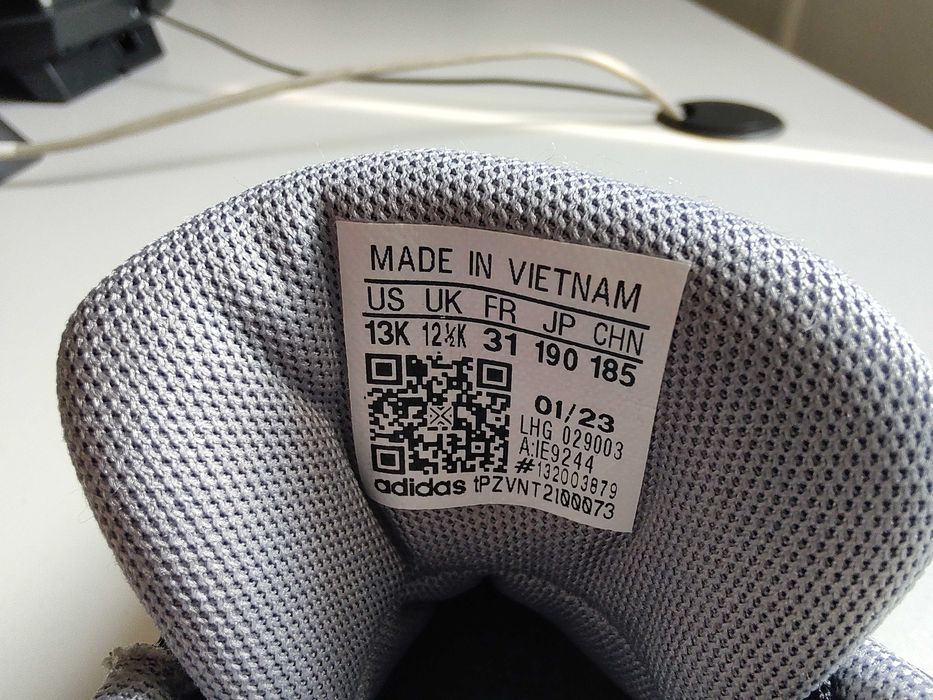 MADE IN VIETNAM
US UK FR JP CHN
13K 12½K 31 190 185
01/23
LHG 029003
A:IE9244
#132003879
adidas tPZVNT2I00073